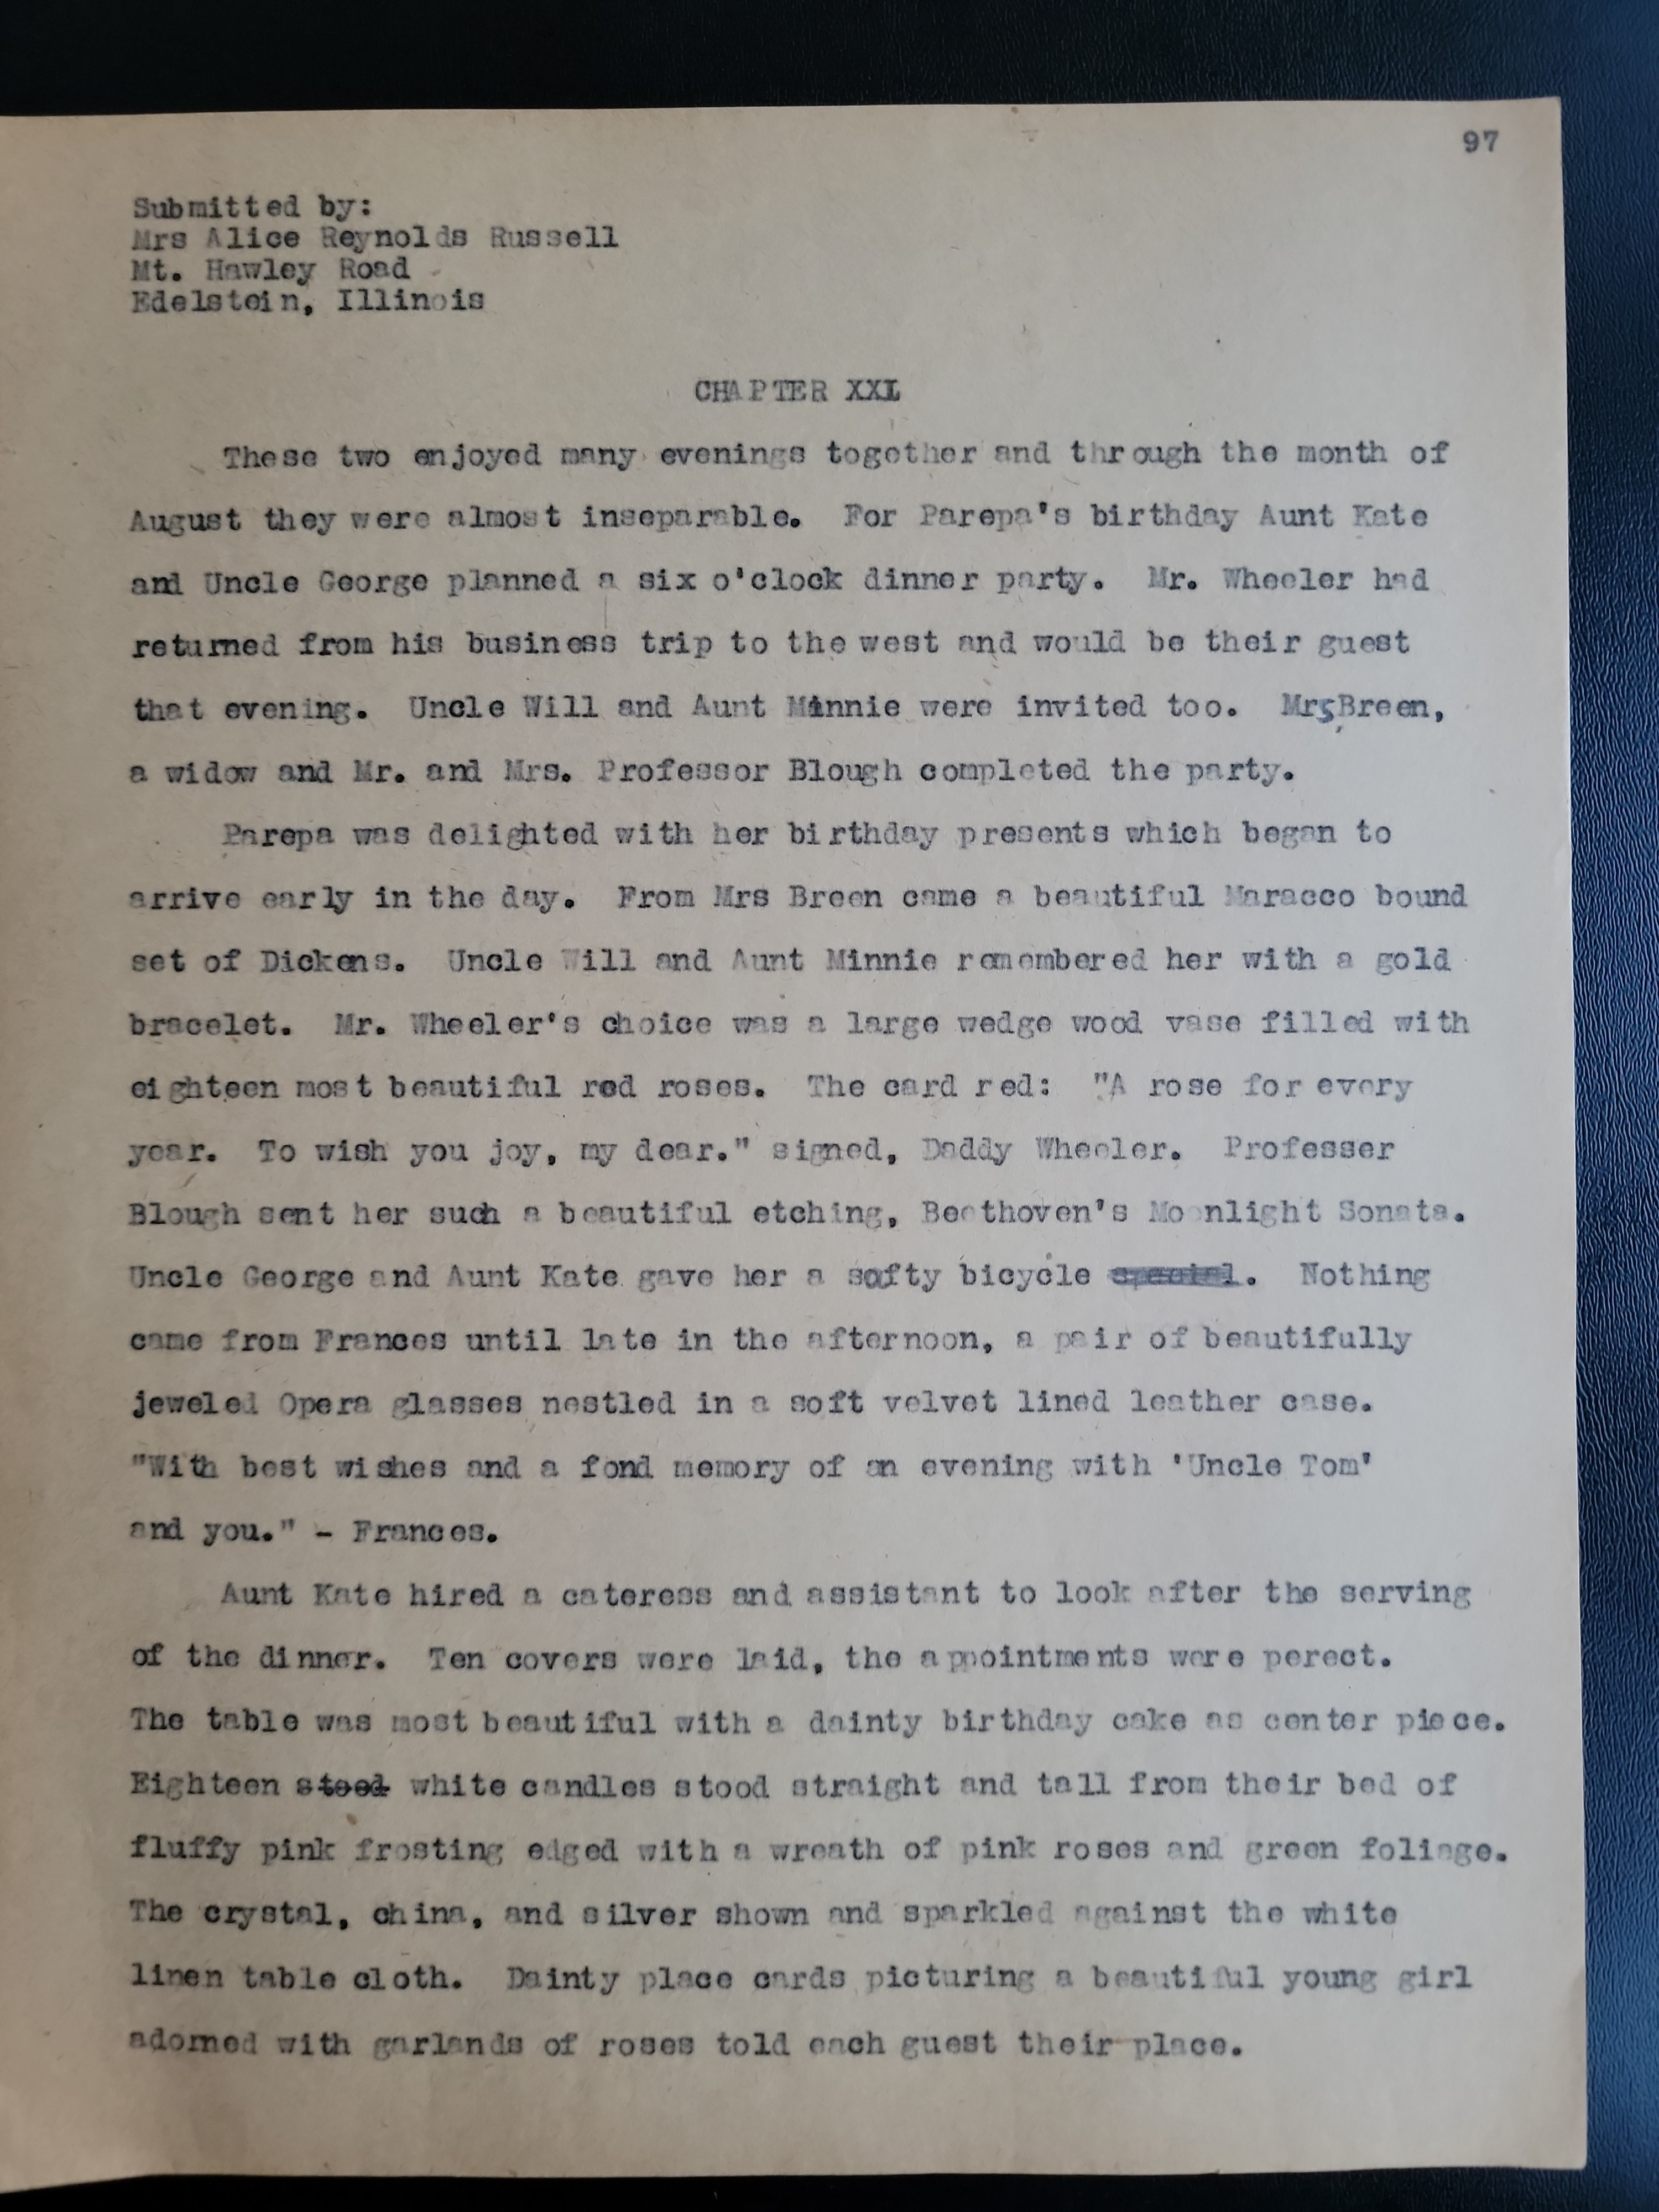 97
Submitted by:
Mrs Alice Reynolds Russell
Mt. Hawley Road
Edelstein, Illinois
CHAPTER XXI
These two enjoyed many evenings together and through the month of
August they were almost inseparable. For Parepa's birthday Aunt Kate
and Uncle George planned a six o'clock dinner party. Mr. Wheeler had
returned from his business trip to the west and would be their guest
that evening. Uncle Will and Aunt Minnie were invited too. Mrs Breen,
a widow and Mr. and Mrs. Professor Blough completed the party.
Parepa was delighted with her birthday presents which began to
arrive early in the day. From Mrs Breen came a beautiful Maracco bound
set of Dickens. Uncle Will and Aunt Minnie remembered her with a gold
bracelet. Mr. Wheeler's choice was a large wedge wood vase filled with
eighteen most beautiful red roses. The card red: "A rose for every
year. To wish you joy, my dear." signed, Daddy Wheeler. Professer
Blough sent her such a beautiful etching, Beethoven's Moonlight Sonata.
Uncle George and Aunt Kate gave her a safty bicycle special. Nothing
came from Frances until late in the afternoon, a pair of beautifully
jeweled Opera glasses nestled in a soft velvet lined leather case.
"With best wishes and a fond memory of an evening with 'Uncle Tom'
and you." - Frances.
Aunt Kate hired a cateress and assistant to look after the serving
of the dinner. Ten covers were laid, the appointments were perect.
The table was most beautiful with a dainty birthday cake as center piece.
Eighteen stood white candles stood straight and tall from their bed of
fluffy pink frosting edged with a wreath of pink roses and green foliage.
The crystal, china, and silver shown and sparkled against the white
linen table cloth. Dainty place cards picturing a beautiful young girl
adorned with garlands of roses told each guest their place.